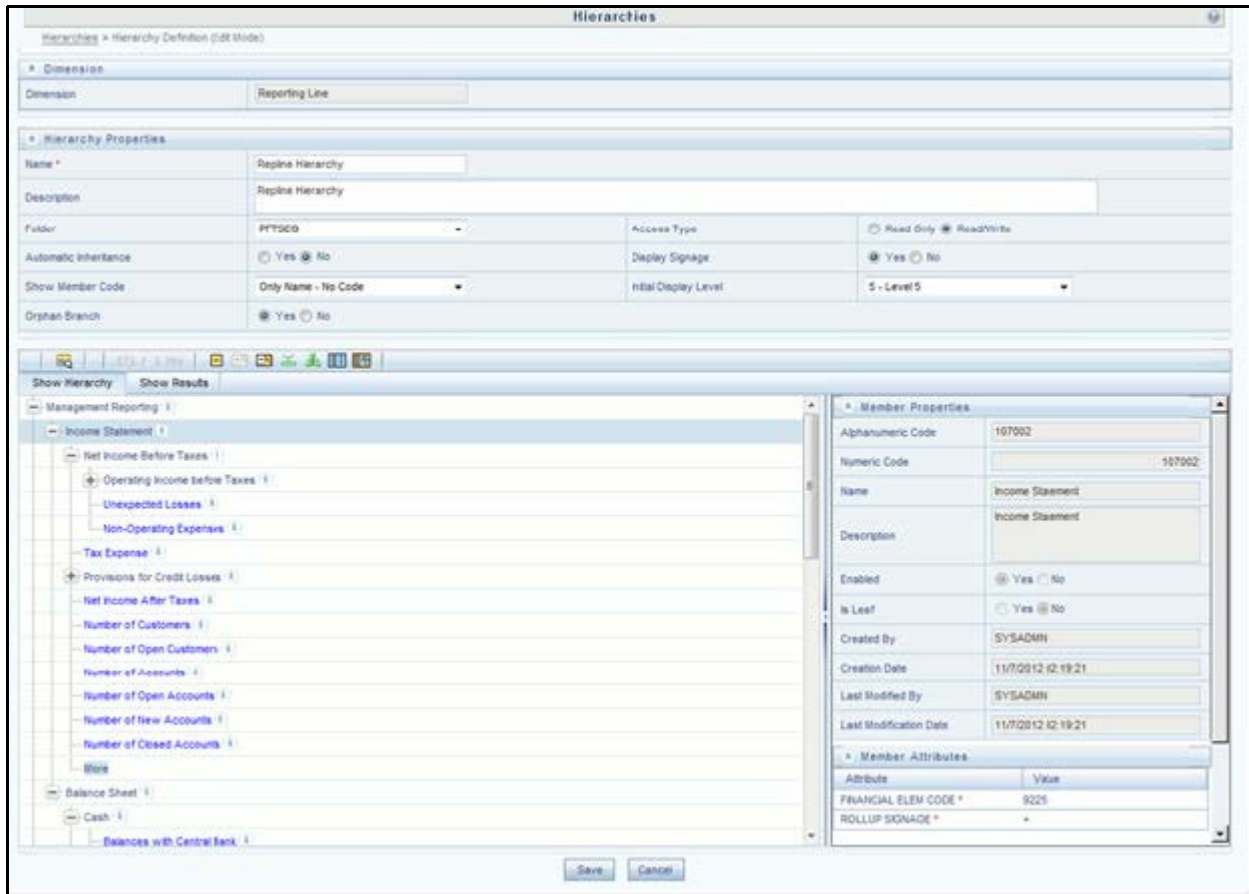 Hierarchies
Hierarchies > Hierarchy Definition (Edit Mode)
Dimension
Dimension Reporting Line
Hierarchy Properties
Name * Repline Hierarchy
Description Repline Hierarchy
Folder PFTSEG Access Type Read Only Read/Write
Automatic Inheritance Yes No Display Signage Yes No
Show Member Code Only Name - No Code Initial Display Level 5 - Level 5
Orphan Branch Yes No
Show Hierarchy Show Results
Management Reporting
Income Statement
Net Income Before Taxes
Operating Income before Taxes
Unexpected Losses
Non-Operating Expenses
Tax Expense
Provisions for Credit Losses
Net Income After Taxes
Number of Customers
Number of Open Customers
Number of Accounts
Number of Open Accounts
Number of New Accounts
Number of Closed Accounts
More
Balance Sheet
Cash
Balances with Central Bank
Member Properties
Alphanumeric Code 107002
Numeric Code 107002
Name Income Staement
Description Income Staement
Enabled Yes No
Is Leaf Yes No
Created By SYSADMN
Creation Date 11/7/2012 02:19:21
Last Modified By SYSADMN
Last Modification Date 11/7/2012 02:19:21
Member Attributes
Attribute Value
FINANCIAL ELEM CODE * 9225
ROLLUP SIGNAGE *
Save Cancel